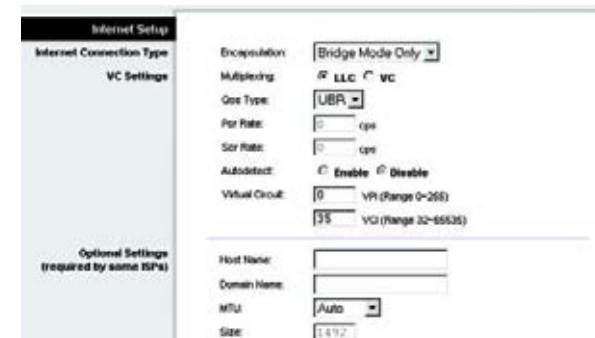 Internet Setup
Internet Connection Type
Encapsulation: Bridge Mode Only
VC Settings
Multiplexing: LLC VC
Qos Type: UBR
Pcr Rate: 0 cps
Scr Rate: 0 cps
Autodetect: Enable Disable
Virtual Circuit: 0 VPI (Range 0~255)
35 VCI (Range 32~65535)
Optional Settings
(required by some ISPs)
Host Name:
Domain Name:
MTU: Auto
Size: 1492